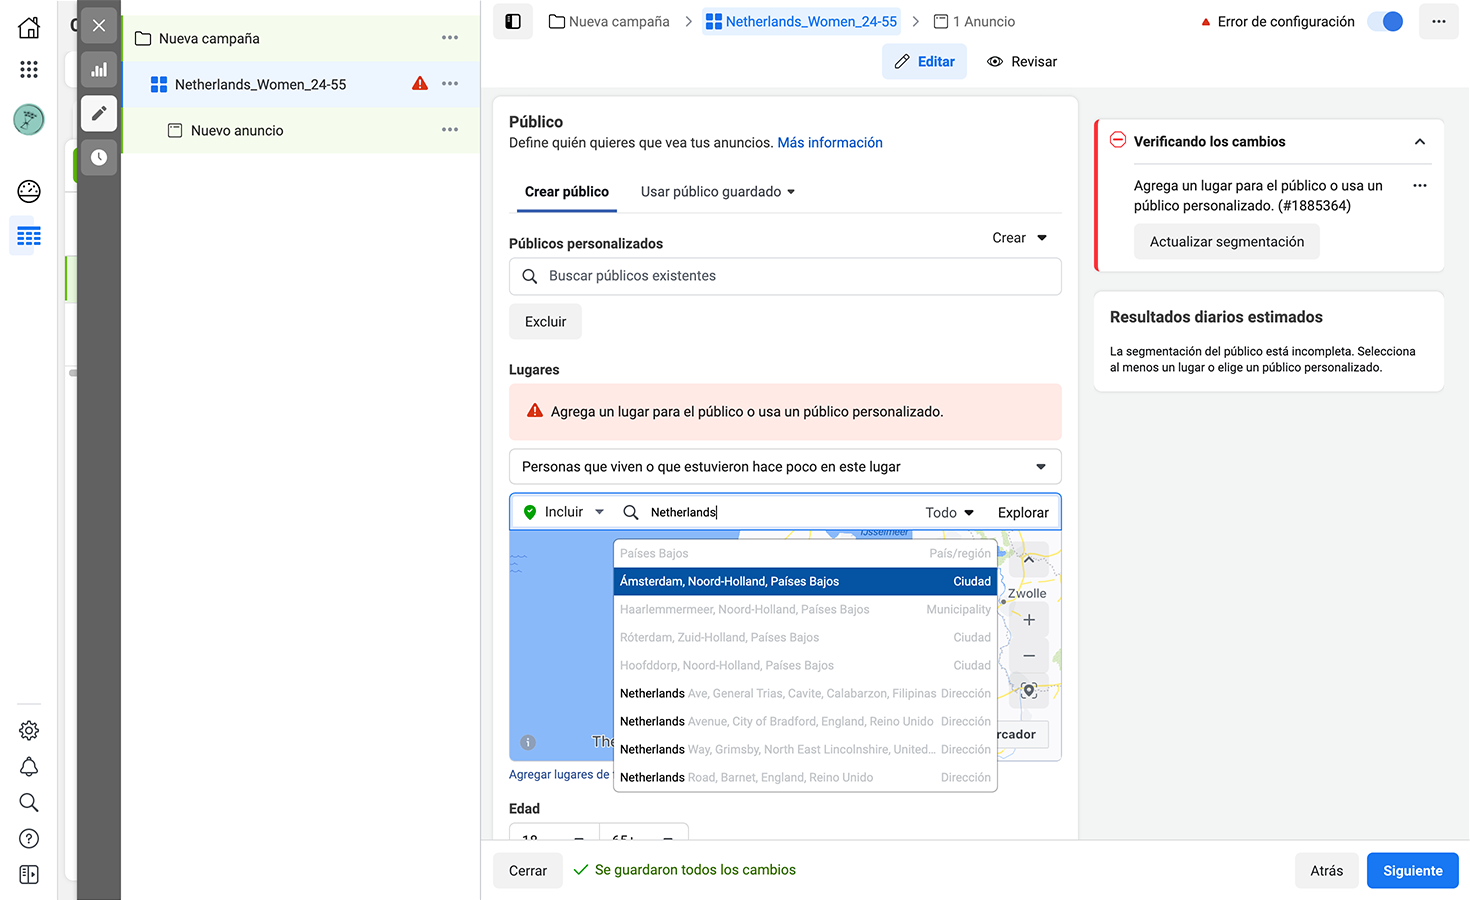 Nueva campaña
Netherlands_Women_24-55
Nuevo anuncio
Nueva campaña
Netherlands_Women_24-55
1 Anuncio
Error de configuración
Editar
Revisar
Público
Define quién quieres que vea tus anuncios. Más información
Crear público
Usar público guardado
Públicos personalizados
Crear
Buscar públicos existentes
Excluir
Lugares
Agrega un lugar para el público o usa un público personalizado.
Personas que viven o que estuvieron hace poco en este lugar
Incluir
Netherlands
Todo
Explorar
IJsselmeer
Países Bajos País/región
Ámsterdam, Noord-Holland, Países Bajos Ciudad
Haarlemmermeer, Noord-Holland, Países Bajos Municipality
Róterdam, Zuid-Holland, Países Bajos Ciudad
Hoofddorp, Noord-Holland, Países Bajos Ciudad
Netherlands Ave, General Trias, Cavite, Calabarzon, Filipinas Dirección
Netherlands Avenue, City of Bradford, England, Reino Unido Dirección
Netherlands Way, Grimsby, North East Lincolnshire, United... Dirección
Netherlands Road, Barnet, England, Reino Unido Dirección
Zwolle
The
rcador
Agregar lugares de
Edad
18
65+
Cerrar
Se guardaron todos los cambios
Atrás
Siguiente
Verificando los cambios
Agrega un lugar para el público o usa un
público personalizado. (#1885364)
Actualizar segmentación
Resultados diarios estimados
La segmentación del público está incompleta. Selecciona
al menos un lugar o elige un público personalizado.